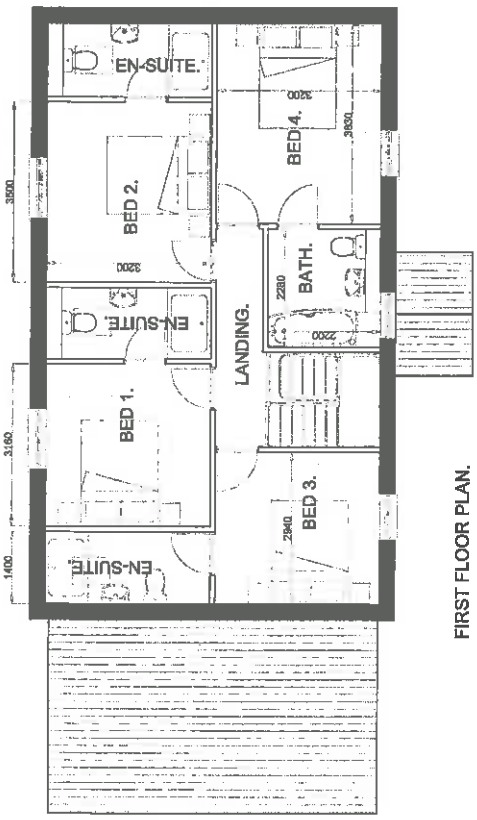 3500
3160
1400
EN-SUITE.
BED 2.
3200
EN-SUITE.
BED 1.
EN-SUITE.
BED 4.
3200
3830
BATH.
2280
2200
LANDING.
BED 3.
2940
FIRST FLOOR PLAN.